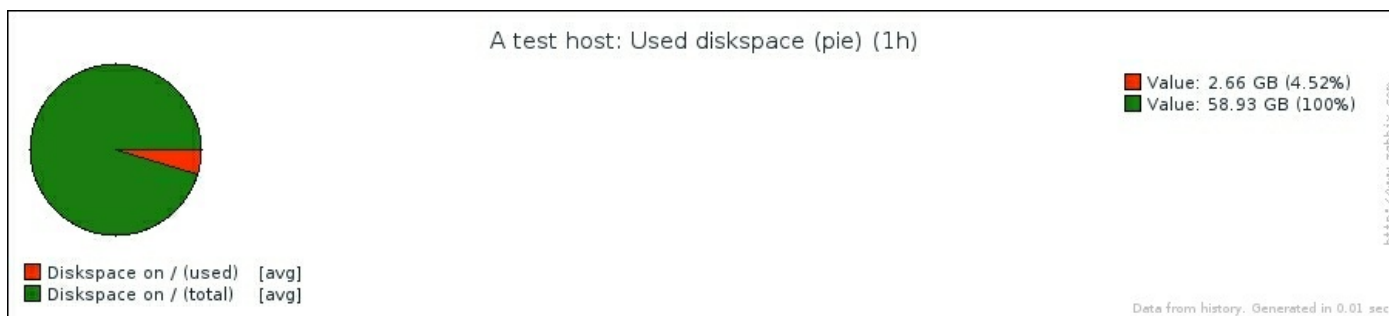 A test host: Used diskspace (pie) (1h)
Value: 2.66 GB (4.52%)
Value: 58.93 GB (100%)
Diskspace on / (used) [avg]
Diskspace on / (total) [avg]
Data from history. Generated in 0.01 sec